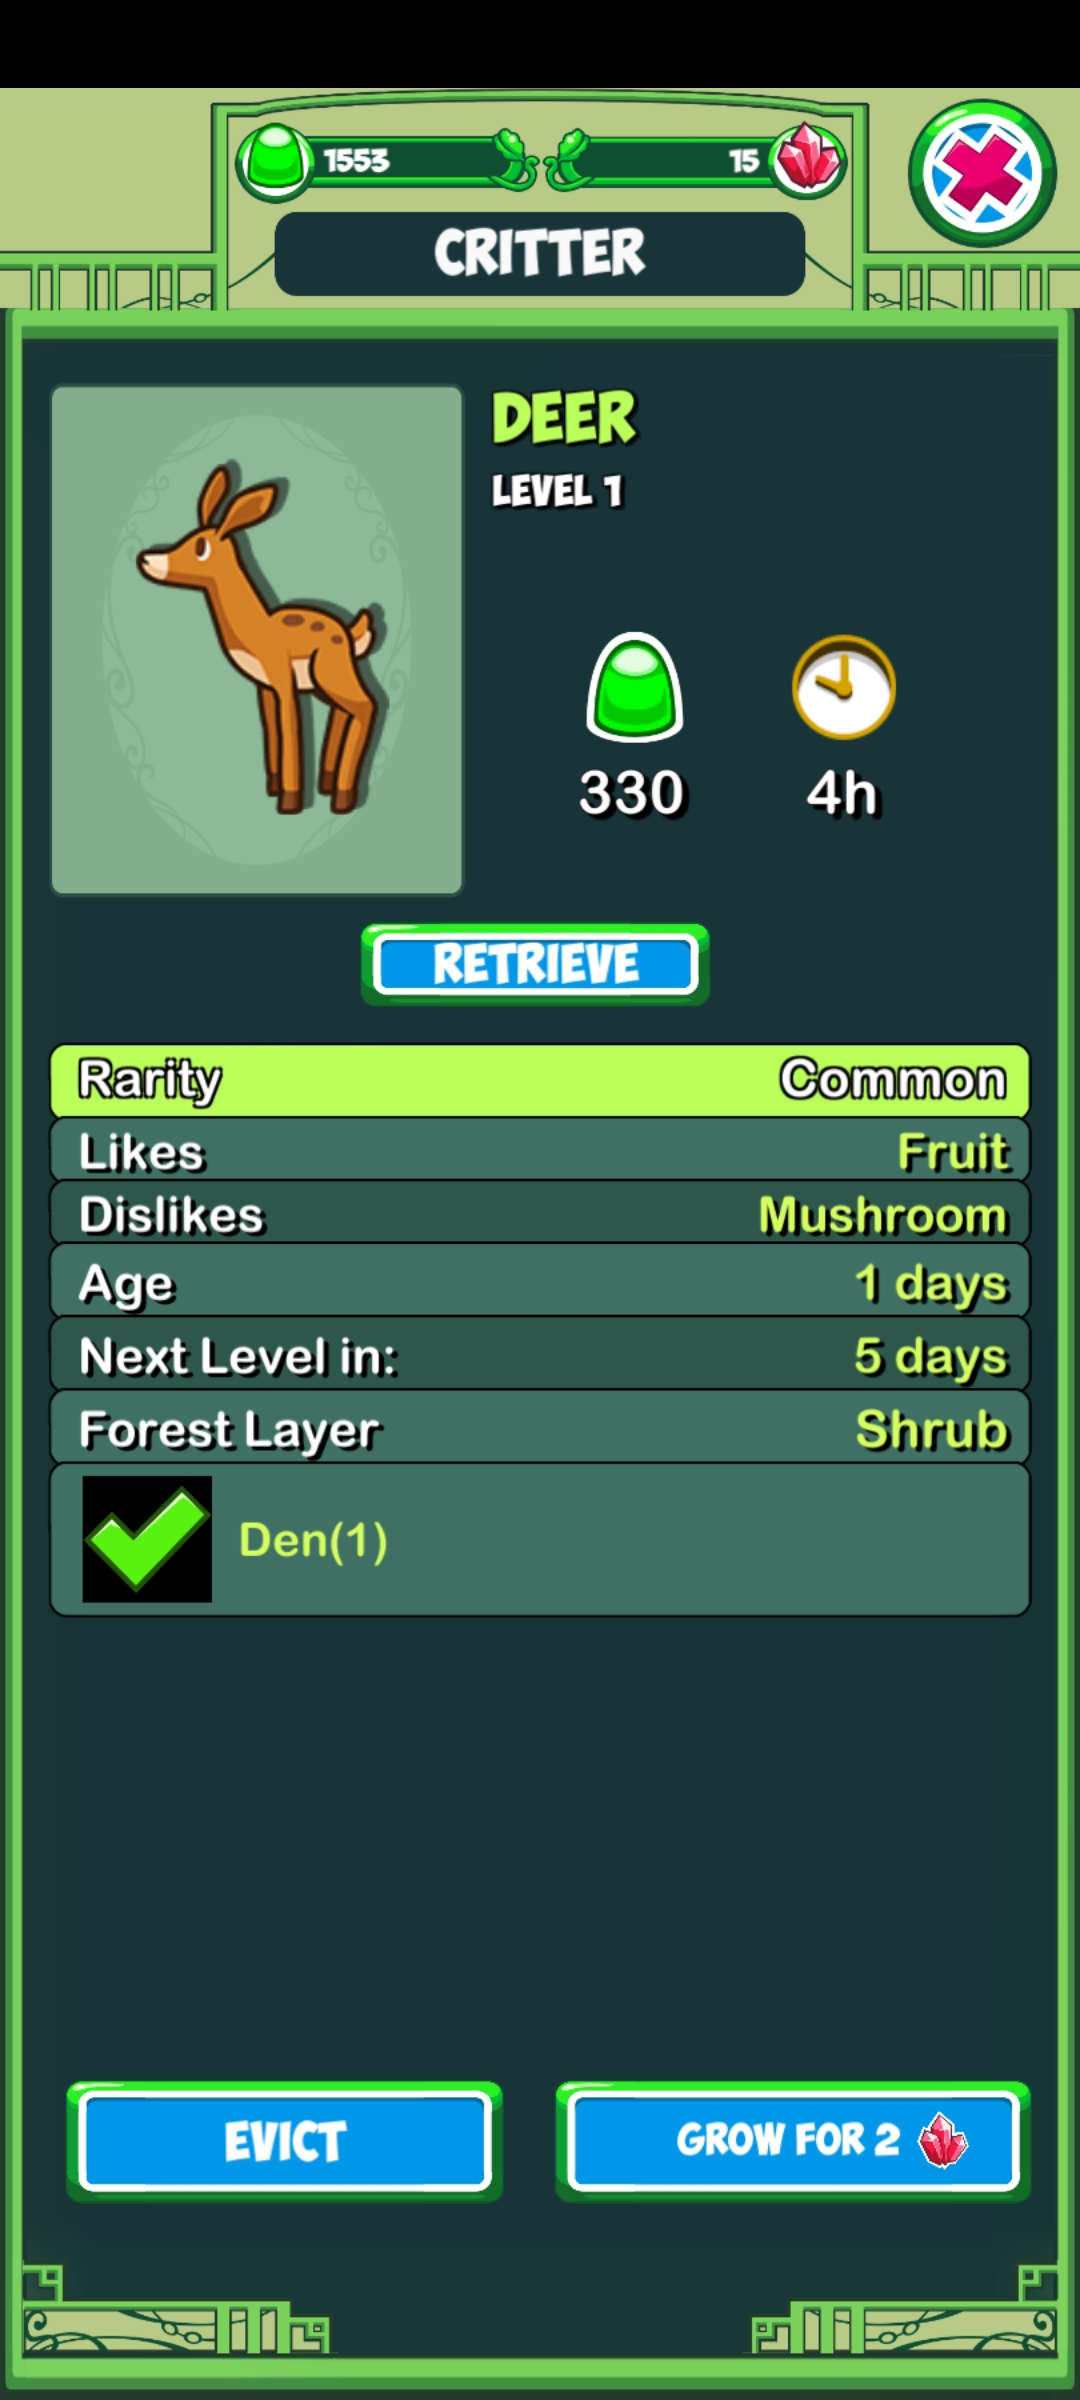 1553
15
CRITTER
DEER
LEVEL 1
330
4h
RETRIEVE
Rarity Common
Likes Fruit
Dislikes Mushroom
Age 1 days
Next Level in: 5 days
Forest Layer Shrub
Den(1)
EVICT
GROW FOR 2